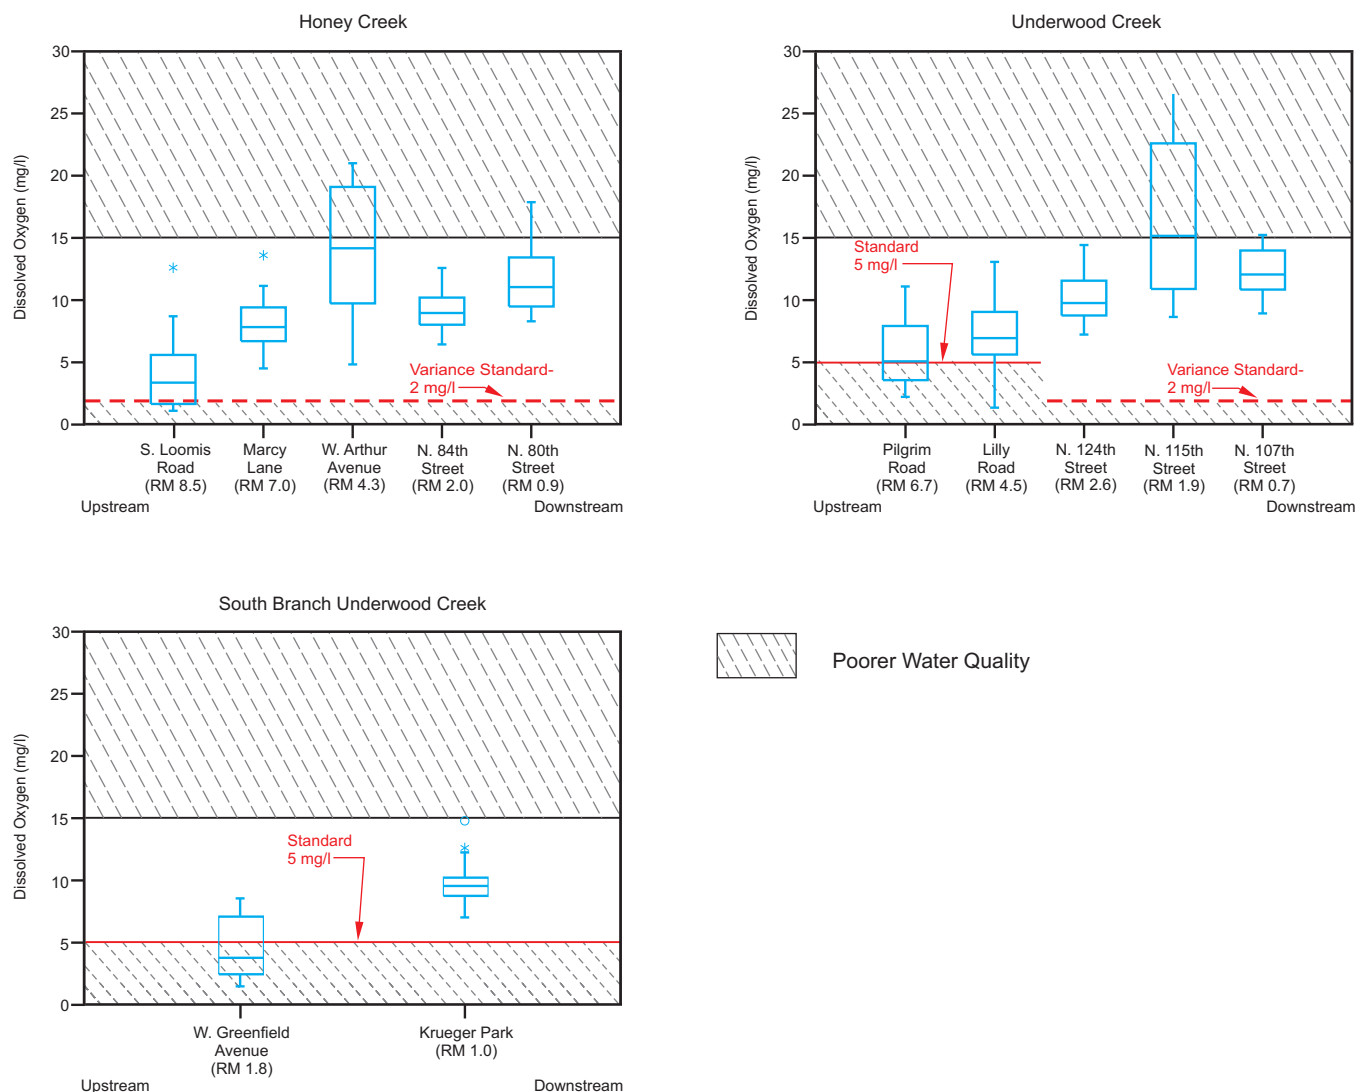 Honey Creek
Dissolved Oxygen (mg/l)
30
25
20
15
10
5
0
Variance Standard-
2 mg/l
S. Loomis
Road
(RM 8.5)
Marcy
Lane
(RM 7.0)
W. Arthur
Avenue
(RM 4.3)
N. 84th
Street
(RM 2.0)
N. 80th
Street
(RM 0.9)
Upstream
Downstream
Underwood Creek
Dissolved Oxygen (mg/l)
30
25
20
15
10
5
0
Standard
5 mg/l
Variance Standard-
2 mg/l
Pilgrim
Road
(RM 6.7)
Lilly
Road
(RM 4.5)
N. 124th
Street
(RM 2.6)
N. 115th
Street
(RM 1.9)
N. 107th
Street
(RM 0.7)
Upstream
Downstream
South Branch Underwood Creek
Dissolved Oxygen (mg/l)
30
25
20
15
10
5
0
Standard
5 mg/l
W. Greenfield
Avenue
(RM 1.8)
Krueger Park
(RM 1.0)
Upstream
Downstream
Poorer Water Quality